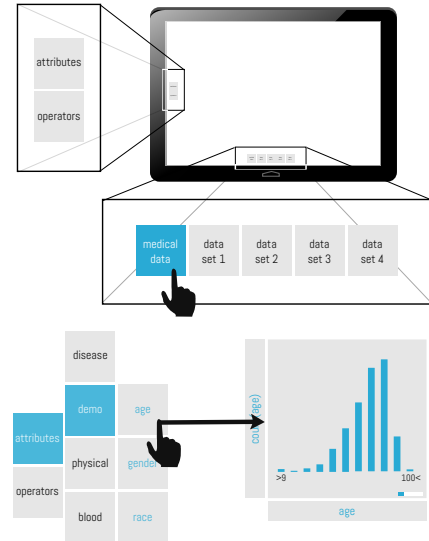 attributes
operators
medical
data
data
set 1
data
set 2
data
set 3
data
set 4
disease
demo
age
attributes
physical
gender
operators
blood
race
count(age)
>9
100<
age